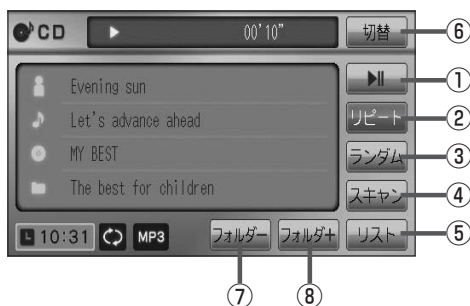 CD 00'10" 切替 ⑥
Evening sun ①
Let's advance ahead リピート ②
MY BEST ランダム ③
The best for children スキャン ④
10:31 MP3 フォルダー フォルダ+ リスト ⑤
⑦ ⑧